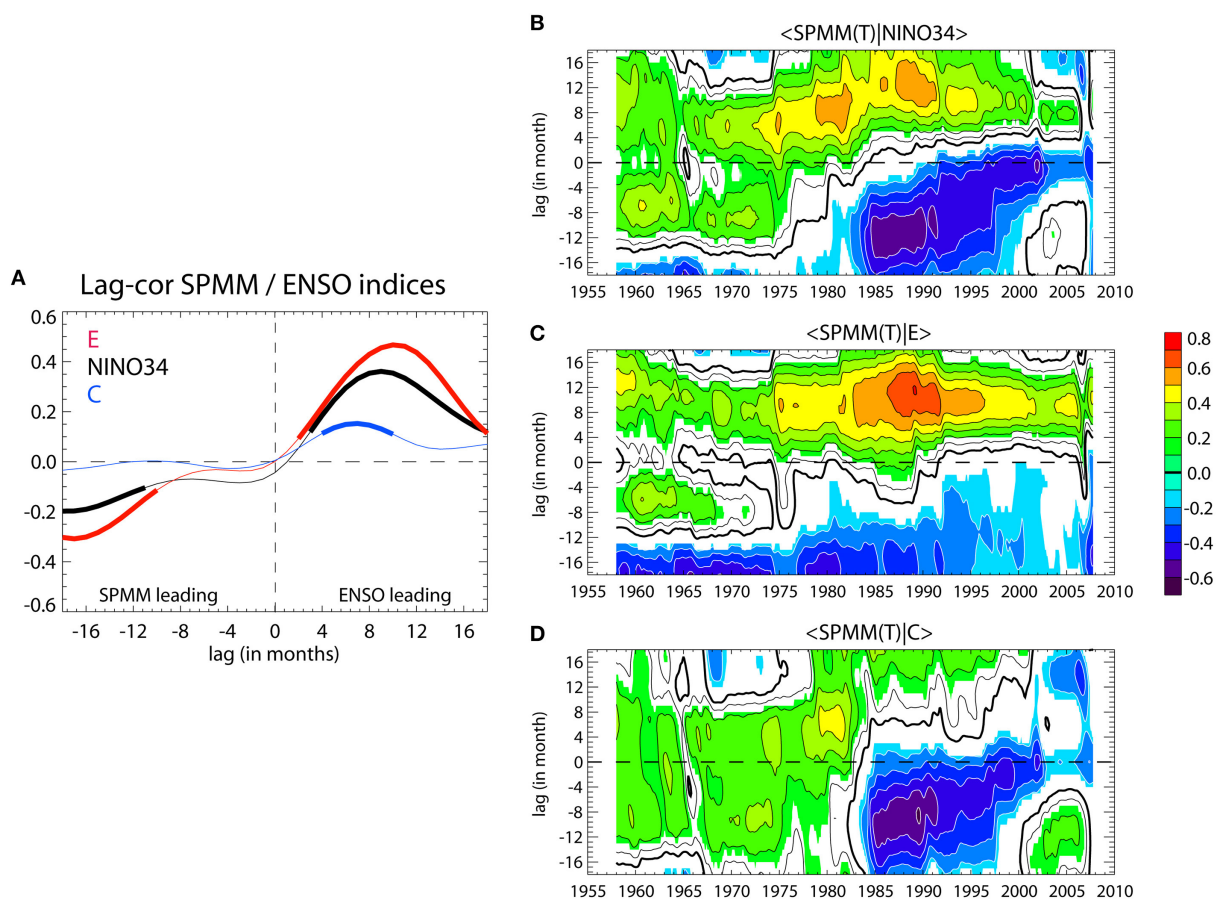 A
Lag-cor SPMM / ENSO indices
0.6
0.4
0.2
0.0
-0.2
-0.4
-0.6
E
NINO34
C
SPMM leading
ENSO leading
-16 -12 -8 -4 0 4 8 12 16
lag (in months)
B
<SPMM(T)|NINO34>
lag (in month)
16
12
8
4
0
-4
-8
-12
-16
1955 1960 1965 1970 1975 1980 1985 1990 1995 2000 2005 2010
C
<SPMM(T)|E>
lag (in month)
16
12
8
4
0
-4
-8
-12
-16
1955 1960 1965 1970 1975 1980 1985 1990 1995 2000 2005 2010
D
<SPMM(T)|C>
lag (in month)
16
12
8
4
0
-4
-8
-12
-16
1955 1960 1965 1970 1975 1980 1985 1990 1995 2000 2005 2010
0.8
0.6
0.4
0.2
0.0
-0.2
-0.4
-0.6